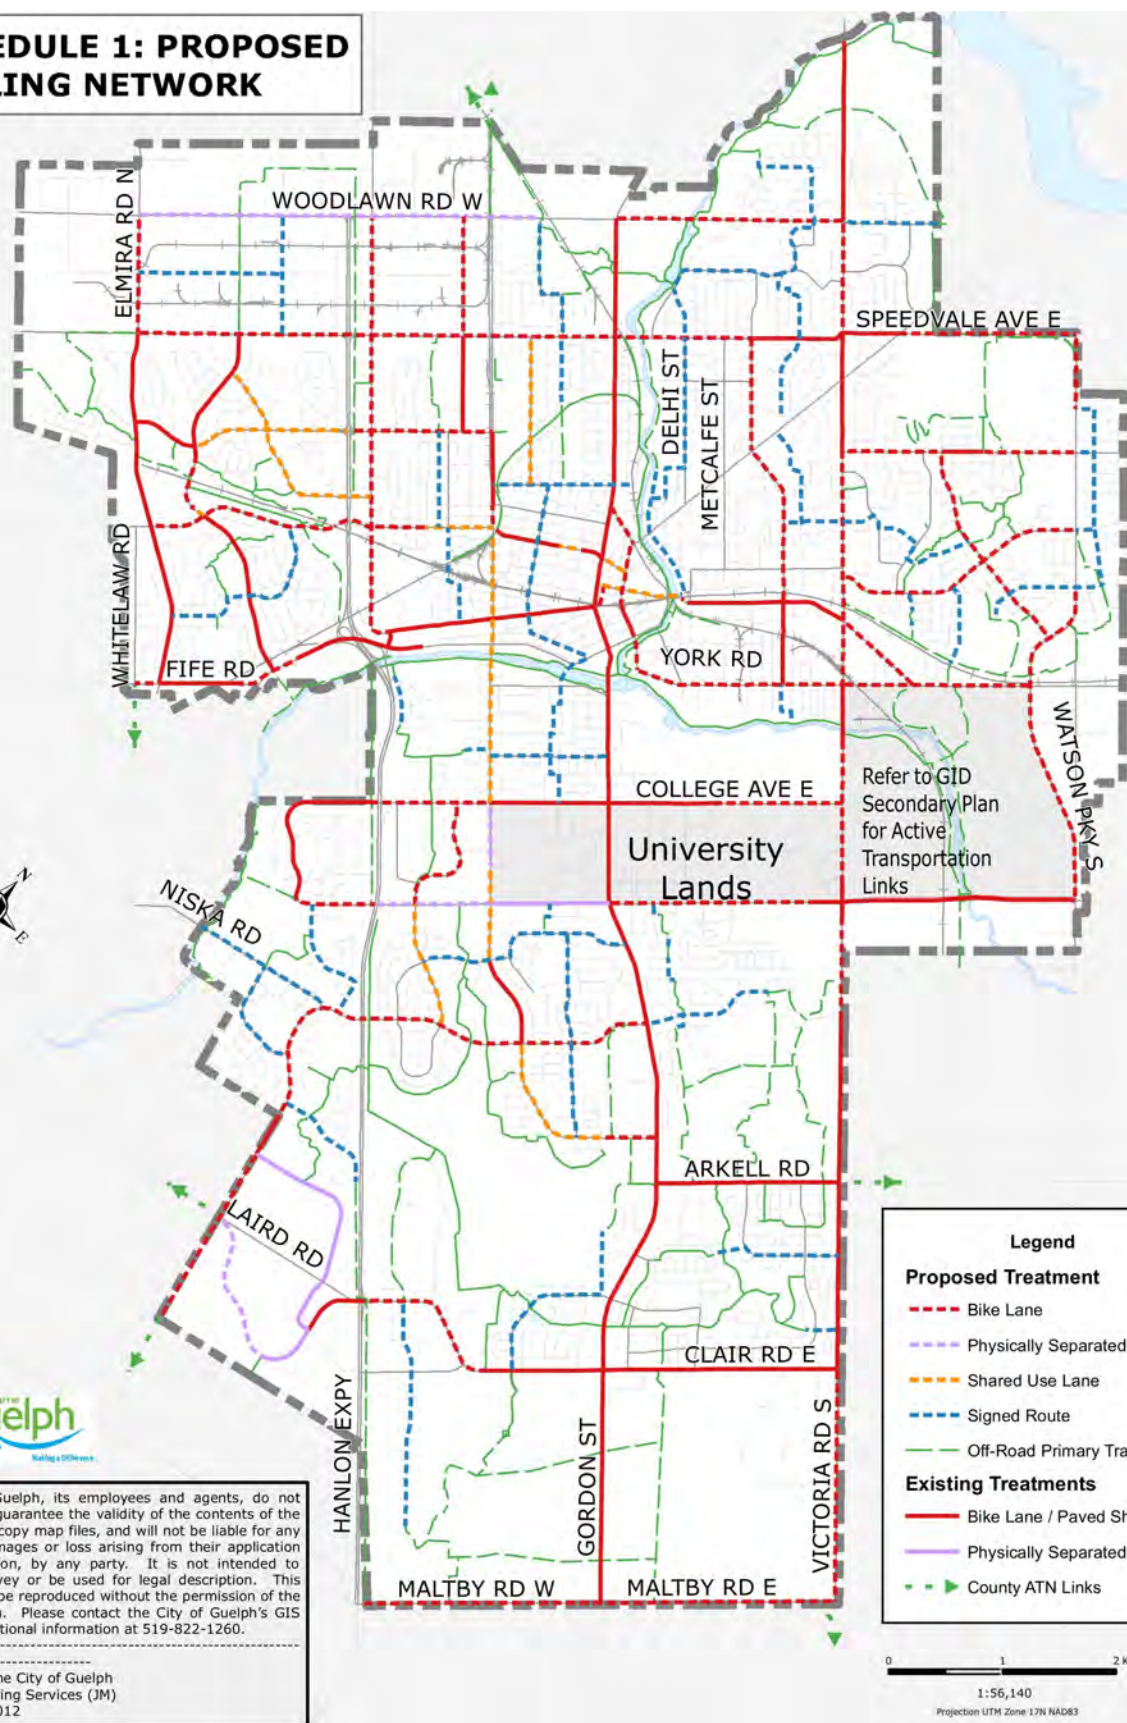 EDULE 1: PROPOSED
LING NETWORK
WOODLAWN RD W
ELMIRA RD N
SPEEDVALE AVE E
DELHI ST
METCALFE ST
WHITELAW RD
FIFE RD
YORK RD
WATSON PKY S
COLLEGE AVE E
Refer to GID
Secondary Plan
for Active
Transportation
Links
University
Lands
N
E
NISKA RD
ARKELL RD
LAIRD RD
CLAIR RD E
HANLON EXPY
GORDON ST
VICTORIA RD S
MALTBY RD W
MALTBY RD E
Legend
Proposed Treatment
Bike Lane
Physically Separated
Shared Use Lane
Signed Route
Off-Road Primary Tra
Existing Treatments
Bike Lane / Paved Sh
Physically Separated
County ATN Links
0 1 2 K
1:56,140
Projection UTM Zone 17N NAD83
elph
Making a Difference
Guelph, its employees and agents, do not
guarantee the validity of the contents of the
copy map files, and will not be liable for any
mages or loss arising from their application
on, by any party. It is not intended to
vey or be used for legal description. This
be reproduced without the permission of the
. Please contact the City of Guelph's GIS
tional information at 519-822-1260.
he City of Guelph
ring Services (JM)
012